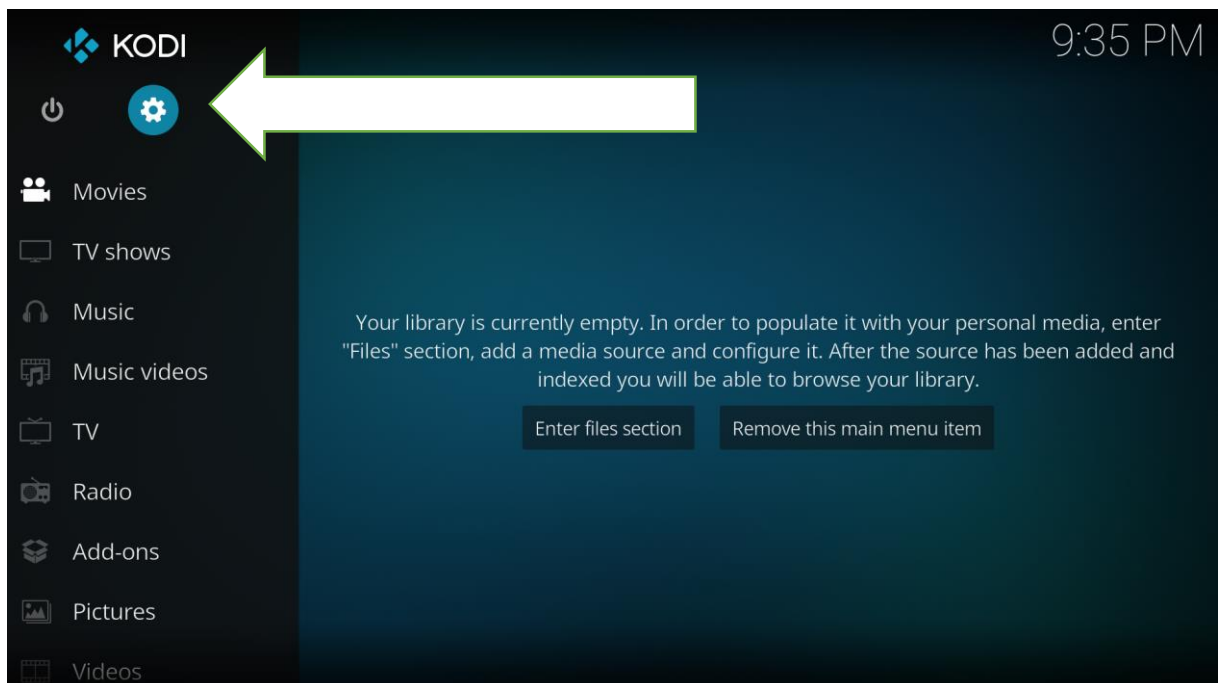 KODI
9:35 PM
Movies
TV shows
Music
Music videos
TV
Radio
Add-ons
Pictures
Videos
Your library is currently empty. In order to populate it with your personal media, enter
"Files" section, add a media source and configure it. After the source has been added and
indexed you will be able to browse your library.
Enter files section
Remove this main menu item